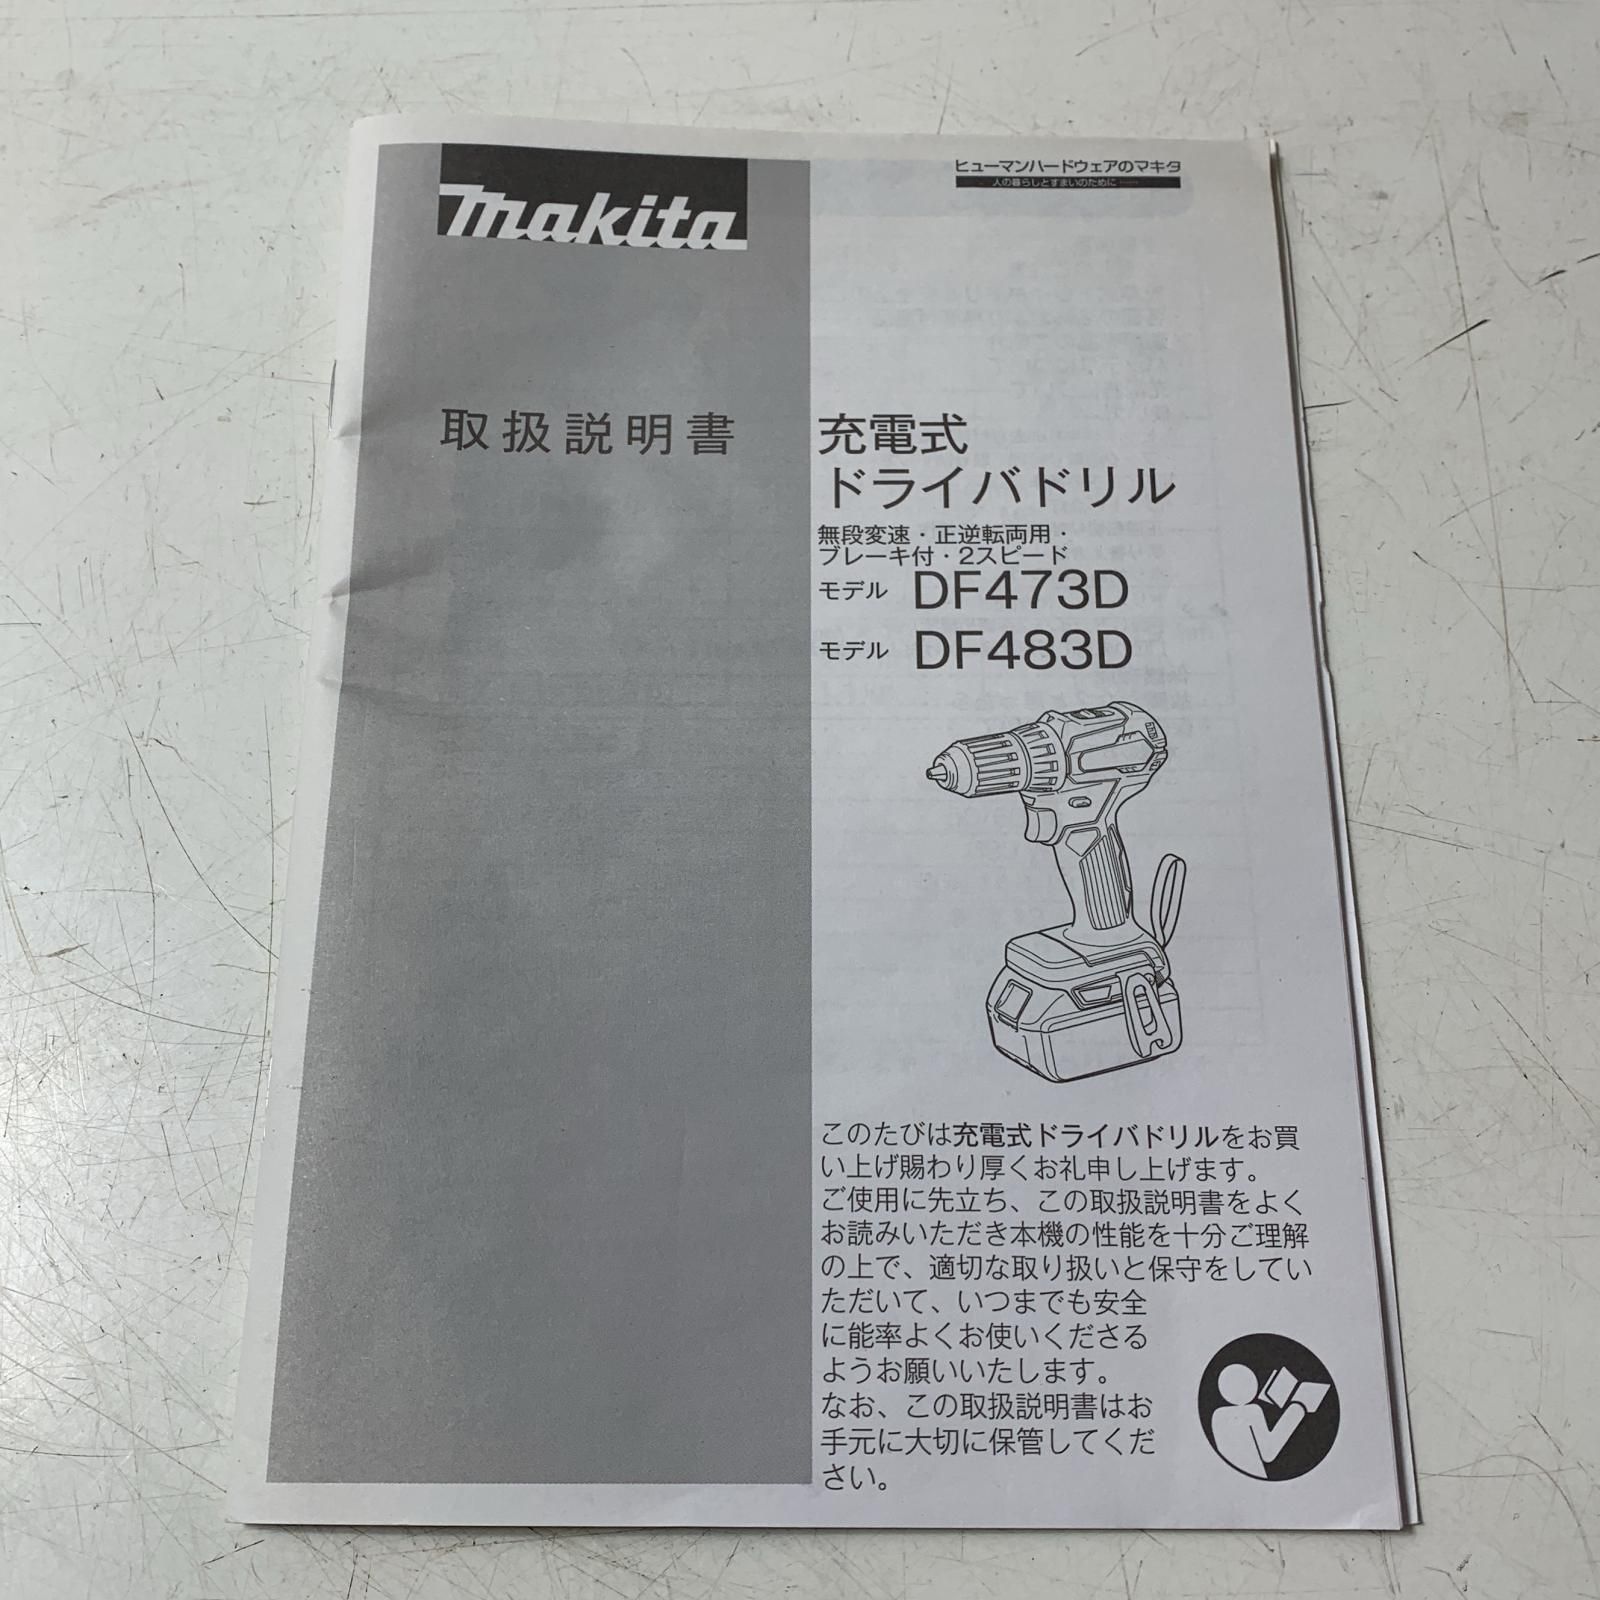 makita
ヒューマンハードウェアのマキタ
人の暮らしとすまいのために……
取扱説明書
充電式
ドライバドリル
無段変速・正逆転両用・
ブレーキ付・2スピード
モデル DF473D
モデル DF483D
このたびは充電式ドライバドリルをお買
い上げ賜わり厚くお礼申し上げます。
ご使用に先立ち、この取扱説明書をよく
お読みいただき本機の性能を十分ご理解
の上で、適切な取り扱いと保守をしてい
ただいて、いつまでも安全
に能率よくお使いくださる
ようお願いいたします。
なお、この取扱説明書はお
手元に大切に保管してくだ
さい。